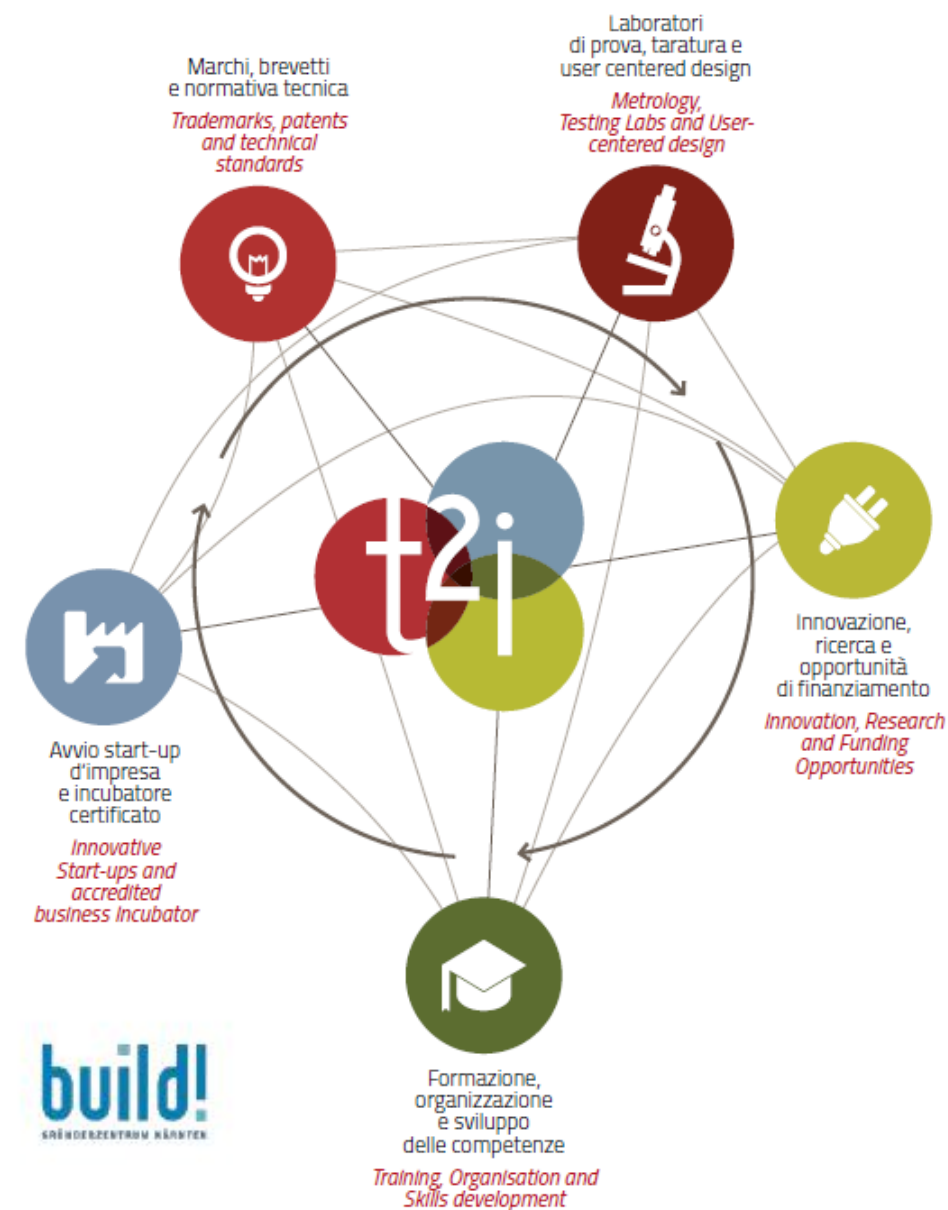 Laboratori
di prova, taratura e
user centered design
Metrology,
Testing Labs and User-
centered design
Marchi, brevetti
e normativa tecnica
Trademarks, patents
and technical
standards
t2i
Innovazione,
ricerca e
opportunità
di finanziamento
Innovation, Research
and Funding
Opportunities
Avvio start-up
d'impresa
e incubatore
certificato
Innovative
Start-ups and
accredited
business Incubator
build!
GRÜNDERZENTRUM KÄRNTEN
Formazione,
organizzazione
e sviluppo
delle competenze
Training, Organisation and
Skills development